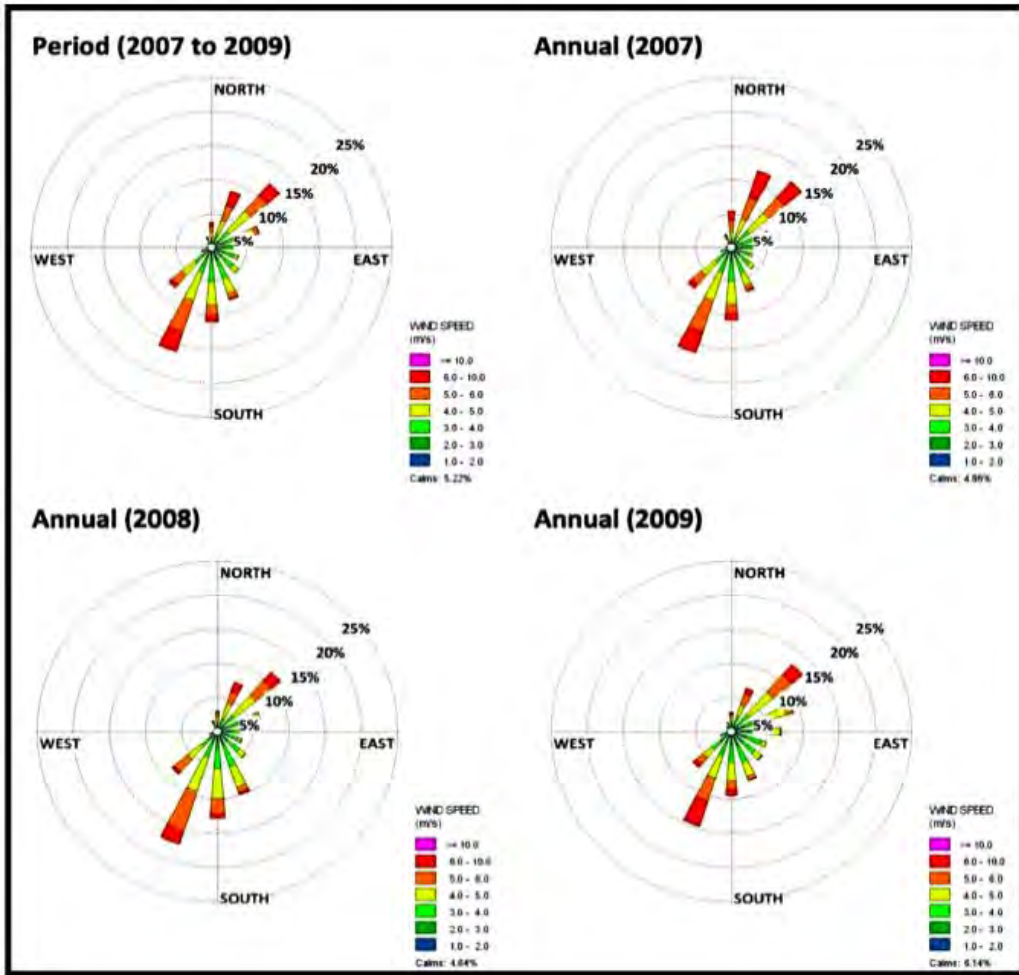 Period (2007 to 2009)
NORTH
25%
20%
15%
10%
5%
WEST
EAST
SOUTH
WIND SPEED
(m/s)
>= 10.0
6.0 - 10.0
5.0 - 6.0
4.0 - 5.0
3.0 - 4.0
2.0 - 3.0
1.0 - 2.0
Calms: 5.22%
Annual (2007)
NORTH
25%
20%
15%
10%
5%
WEST
EAST
SOUTH
WIND SPEED
(m/s)
>= 10.0
6.0 - 10.0
5.0 - 6.0
4.0 - 5.0
3.0 - 4.0
2.0 - 3.0
1.0 - 2.0
Calms:
Annual (2008)
NORTH
25%
20%
15%
10%
5%
WEST
EAST
SOUTH
WIND SPEED
(m/s)
>= 10.0
6.0 - 10.0
5.0 - 6.0
4.0 - 5.0
3.0 - 4.0
2.0 - 3.0
1.0 - 2.0
Calms: 4.64%
Annual (2009)
NORTH
25%
20%
15%
10%
5%
WEST
EAST
SOUTH
WIND SPEED
(m/s)
>= 10.0
6.0 - 10.0
5.0 - 6.0
4.0 - 5.0
3.0 - 4.0
2.0 - 3.0
1.0 - 2.0
Calms: 6.14%